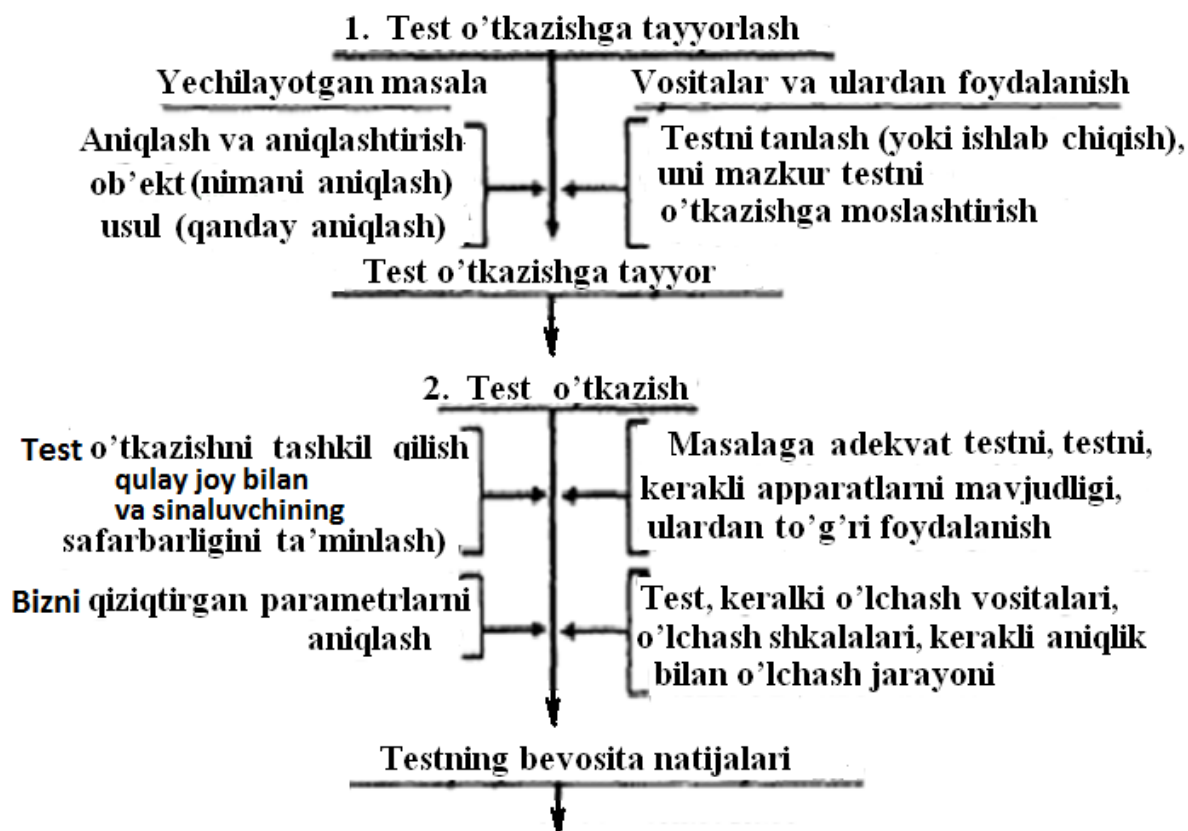 1. Test o’tkazishga tayyorlash
Yechilayotgan masala
Vositalar va ulardan foydalanish
Aniqlash va aniqlashtirish
ob’ekt (nimani aniqlash)
usul (qanday aniqlash)
Testni tanlash (yoki ishlab chiqish),
uni mazkur testni
o’tkazishga moslashtirish
Test o’tkazishga tayyor
2. Test o’tkazish
Test o’tkazishni tashkil qilish
qulay joy bilan
va sinaluvchining
safarbarligini ta’minlash)
Masalaga adekvat testni, testni,
kerakli apparatlarni mavjudligi,
ulardan to’g’ri foydalanish
Bizni qiziqtirgan parametrlarni
aniqlash
Test, keralki o’lchash vositalari,
o’lchash shkalalari, kerakli aniqlik
bilan o’lchash jarayoni
Testning bevosita natijalari